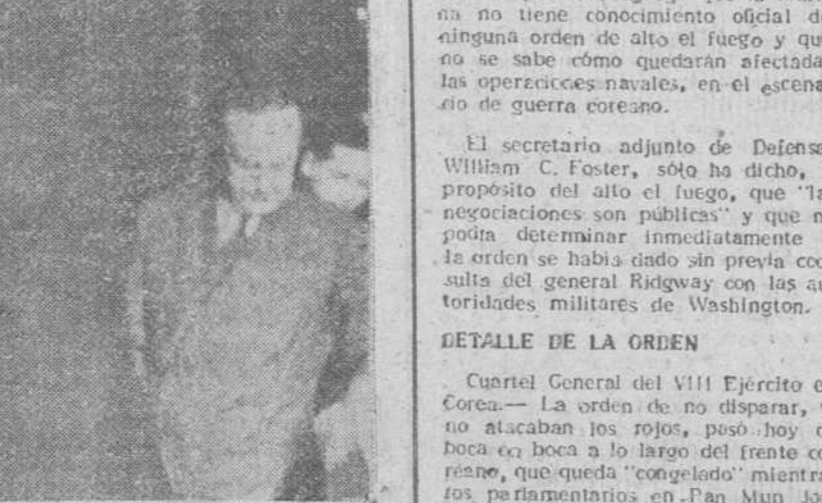 na no tiene conocimiento oficial d
ninguna orden de alto el fuego y qu
no se sabe cómo quedarán afectada
las operaciones navales, en el escena
rio de guerra coreano.
El secretario adjunto de Defensa
William C. Foster, sólo ha dicho,
propósito del alto el fuego, que "la
negociaciones son públicas" y que n
podía determinar inmediatamente
la orden se había dado sin previa con
sulta del general Ridgway con las au
toridades militares de Washington.
DETALLE DE LA ORDEN
Cuartel General del VIII Ejército e
Corea.— La orden de no disparar,
no atacaban los rojos, pasó hoy d
boca en boca a lo largo del frente co
reano, que queda "congelado" mientra
los parlamentarios en Pan Mun Jo